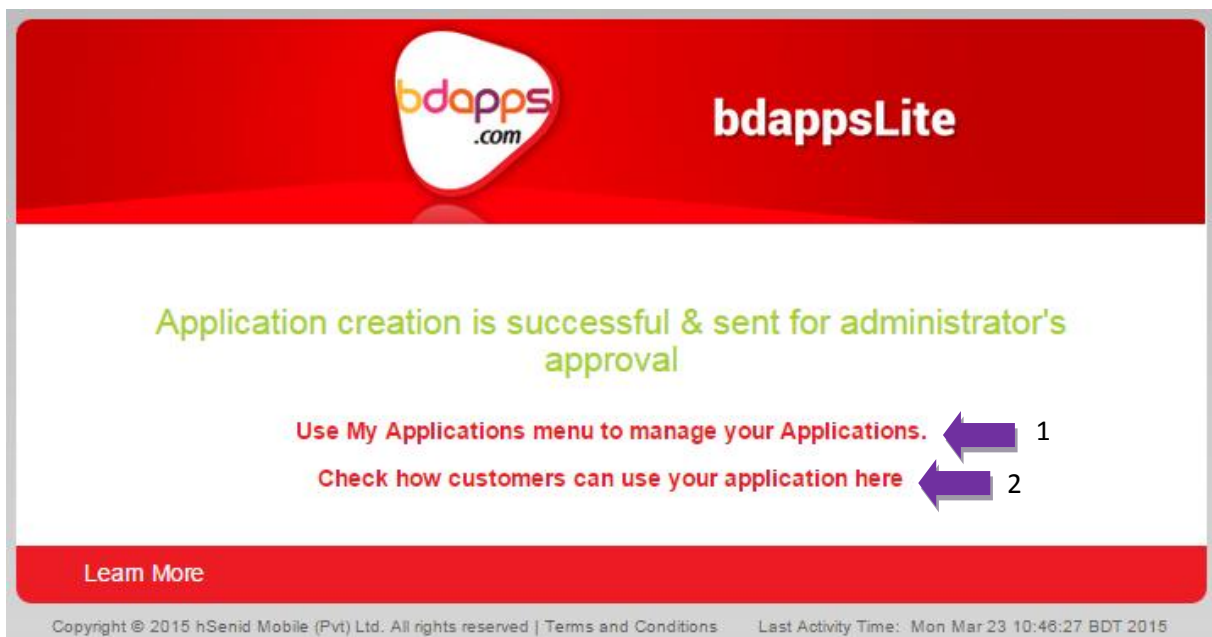 bdapps
.com
bdappsLite
Application creation is successful & sent for administrator's
approval
Use My Applications menu to manage your Applications.
1
Check how customers can use your application here
2
Learn More
Copyright © 2015 hSenid Mobile (Pvt) Ltd. All rights reserved | Terms and Conditions Last Activity Time: Mon Mar 23 10:46:27 BDT 2015